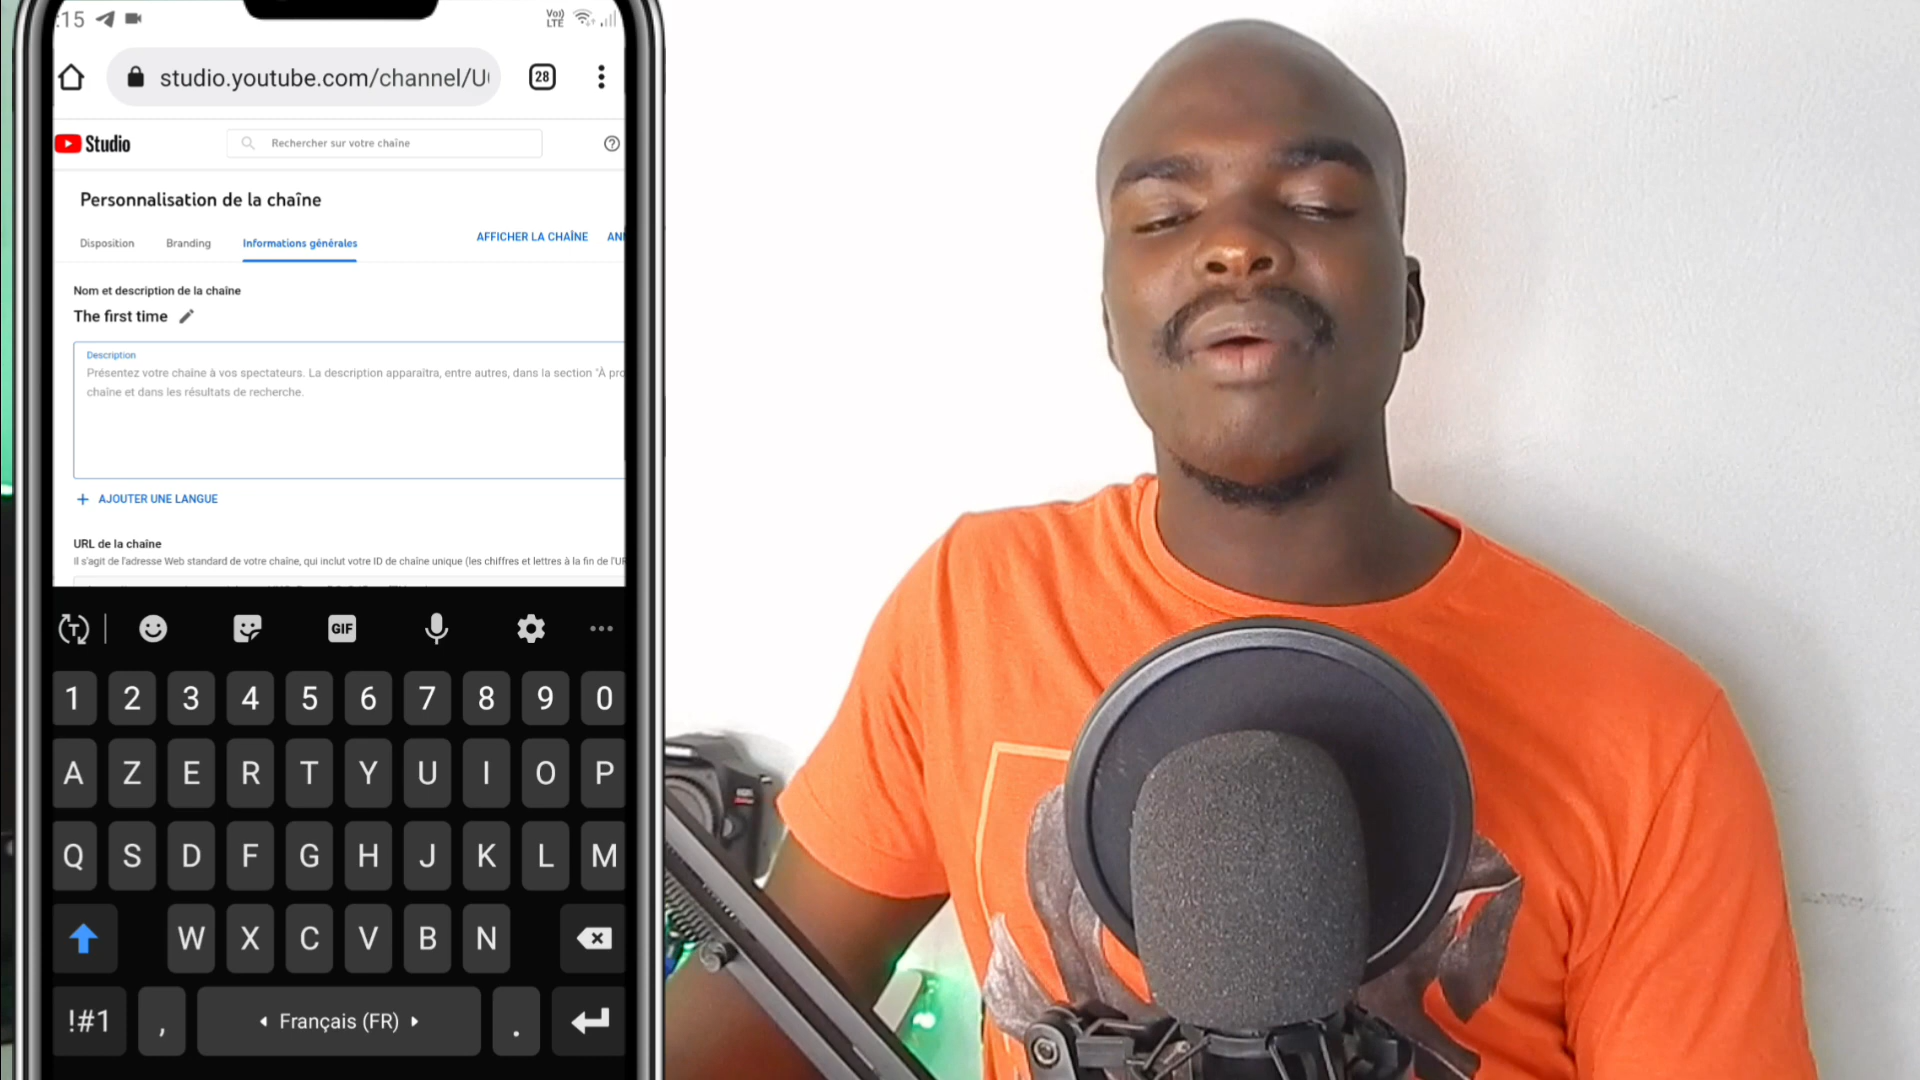 :15
Vo))
LTE
studio.youtube.com/channel/U
28
Studio
Rechercher sur votre chaîne
Personnalisation de la chaîne
Disposition
Branding
Informations générales
AFFICHER LA CHAÎNE
Nom et description de la chaîne
The first time
Description
Présentez votre chaîne à vos spectateurs. La description apparaîtra, entre autres, dans la section "À
chaîne et dans les résultats de recherche.
+ AJOUTER UNE LANGUE
URL de la chaîne
Il s'agit de l'adresse Web standard de votre chaîne, qui inclut votre ID de chaîne unique (les chiffres et lettres à la fin de
T
GIF
1 2 3 4 5 6 7 8 9 0
A Z E R T Y U I O P
Q S D F G H J K L M
W X C V B N
!#1 , Français (FR) .